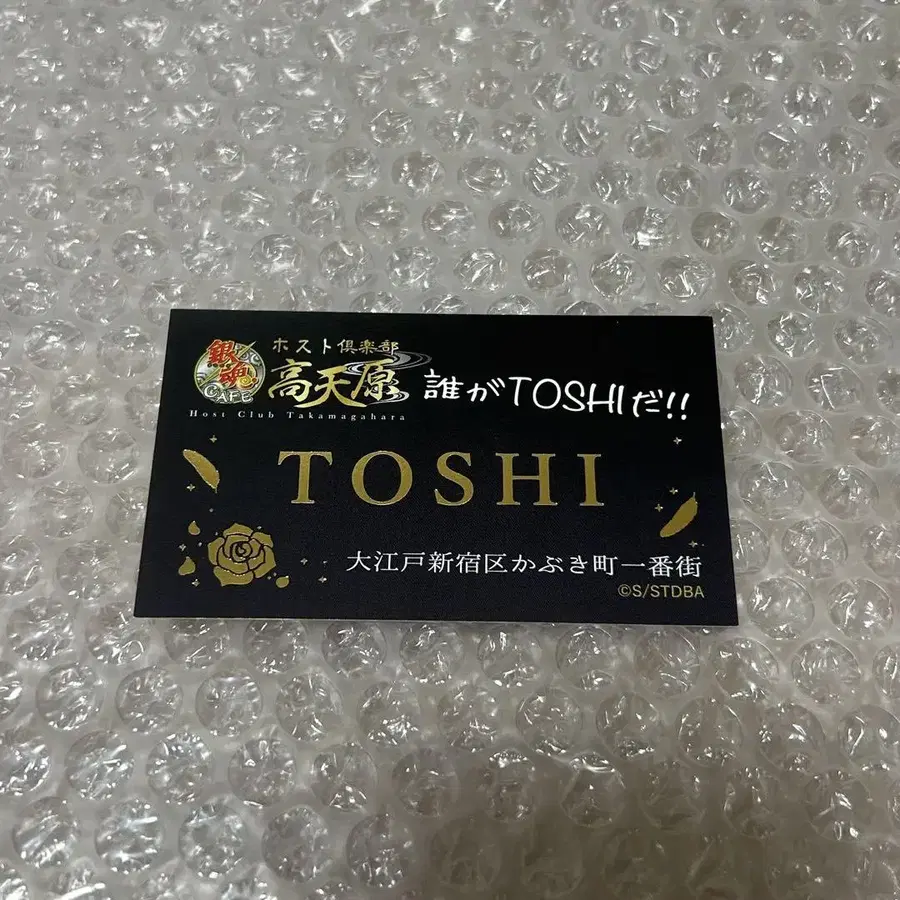 銀魂
CAFE
ホスト倶楽部
高天原
Host Club Takamagahara
誰がTOSHIだ!!
TOSHI
大江戸新宿区かぶき町一番街
©S/STDBA